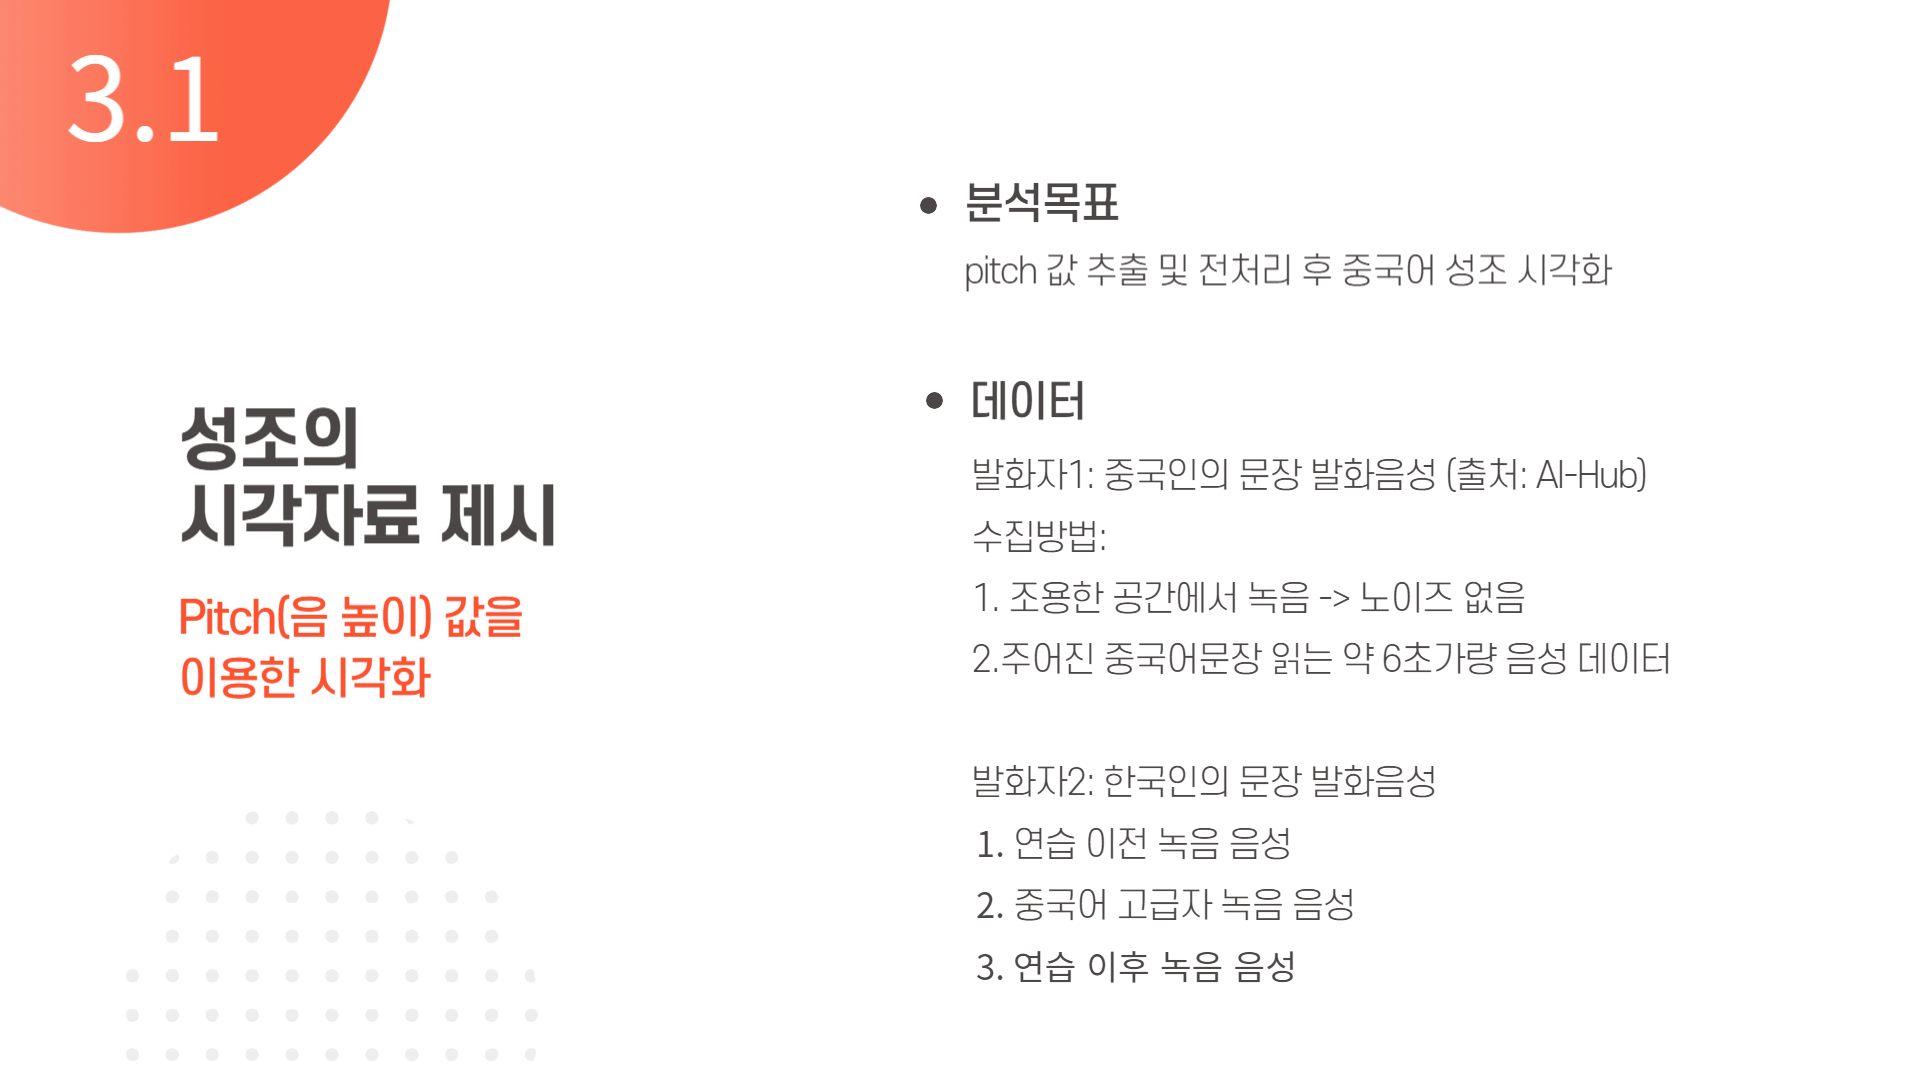 3.1
성조의
시각자료 제시
Pitch(음 높이) 값을
이용한 시각화
분석목표
pitch 값 추출 및 전처리 후 중국어 성조 시각화
데이터
발화자1: 중국인의 문장 발화음성 (출처: AI-Hub)
수집방법:
1. 조용한 공간에서 녹음 -> 노이즈 없음
2.주어진 중국어문장 읽는 약 6초가량 음성 데이터
발화자2: 한국인의 문장 발화음성
1. 연습 이전 녹음 음성
2. 중국어 고급자 녹음 음성
3. 연습 이후 녹음 음성